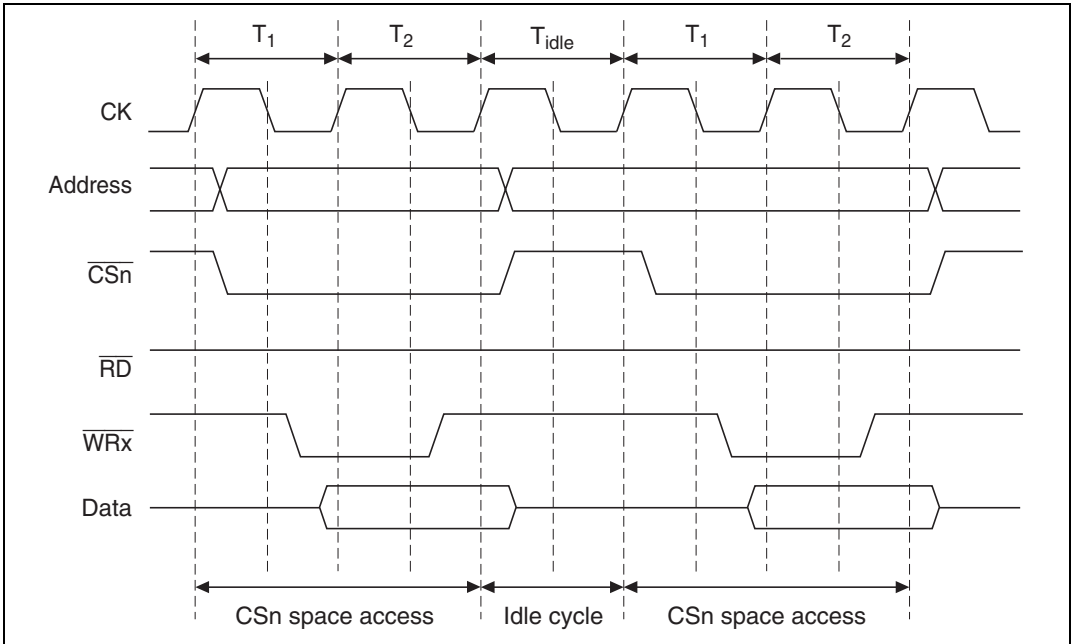 T₁ T₂ Tidle T₁ T₂
CK
Address
CSn
RD
WRx
Data
CSn space access Idle cycle CSn space access